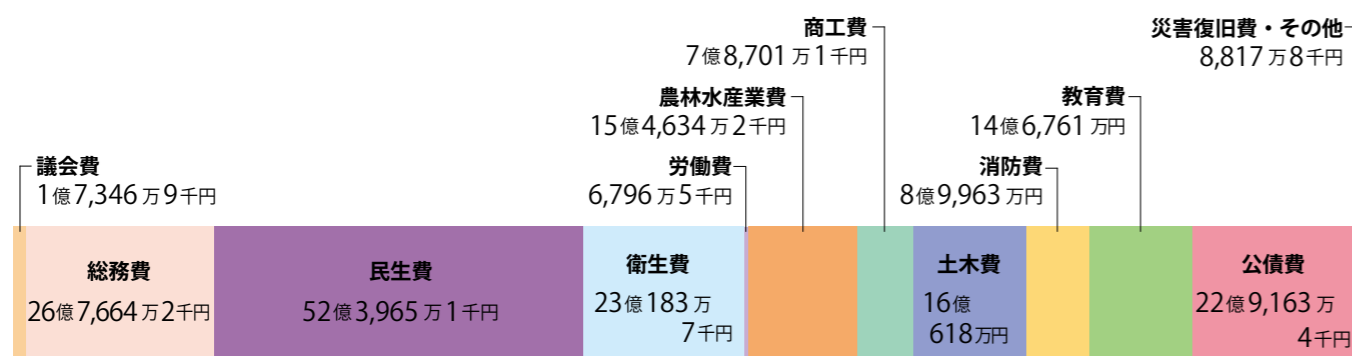 商工費
7億8,701万1千円
災害復旧費・その他
8,817万8千円
農林水産業費
15億4,634万2千円
教育費
14億6,761万円
議会費
1億7,346万9千円
労働費
6,796万5千円
消防費
8億9,963万円
総務費
26億7,664万2千円
民生費
52億3,965万1千円
衛生費
23億183万
7千円
土木費
16億
618万円
公債費
22億9,163万
4千円